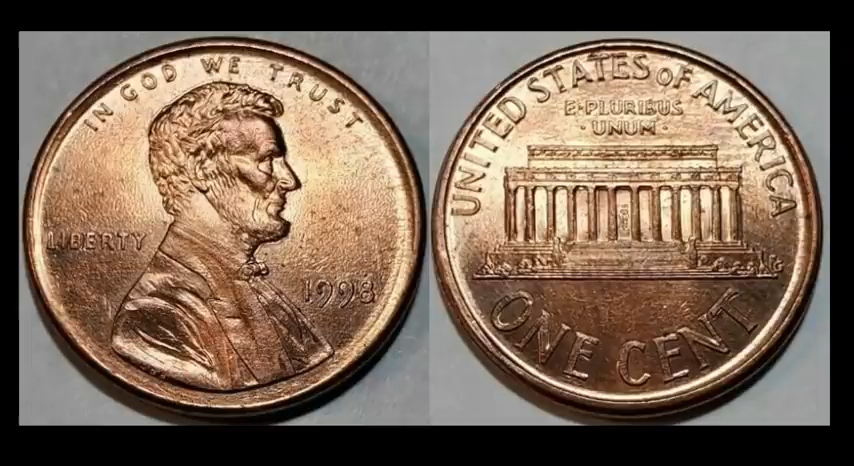 IN GOD WE TRUST
LIBERTY
1998
UNITED STATES OF AMERICA
E·PLURIBUS
·UNUM·
ONE CENT